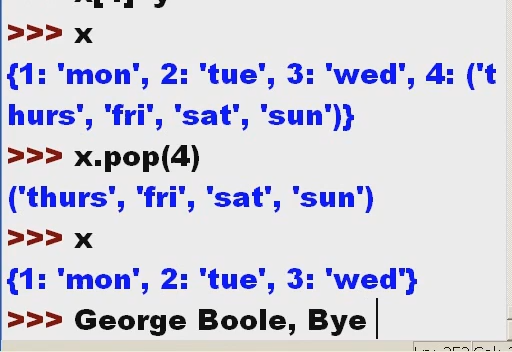 >>> x
{1: 'mon', 2: 'tue', 3: 'wed', 4: ('t
hurs', 'fri', 'sat', 'sun')}
>>> x.pop(4)
('thurs', 'fri', 'sat', 'sun')
>>> x
{1: 'mon', 2: 'tue', 3: 'wed'}
>>> George Boole, Bye